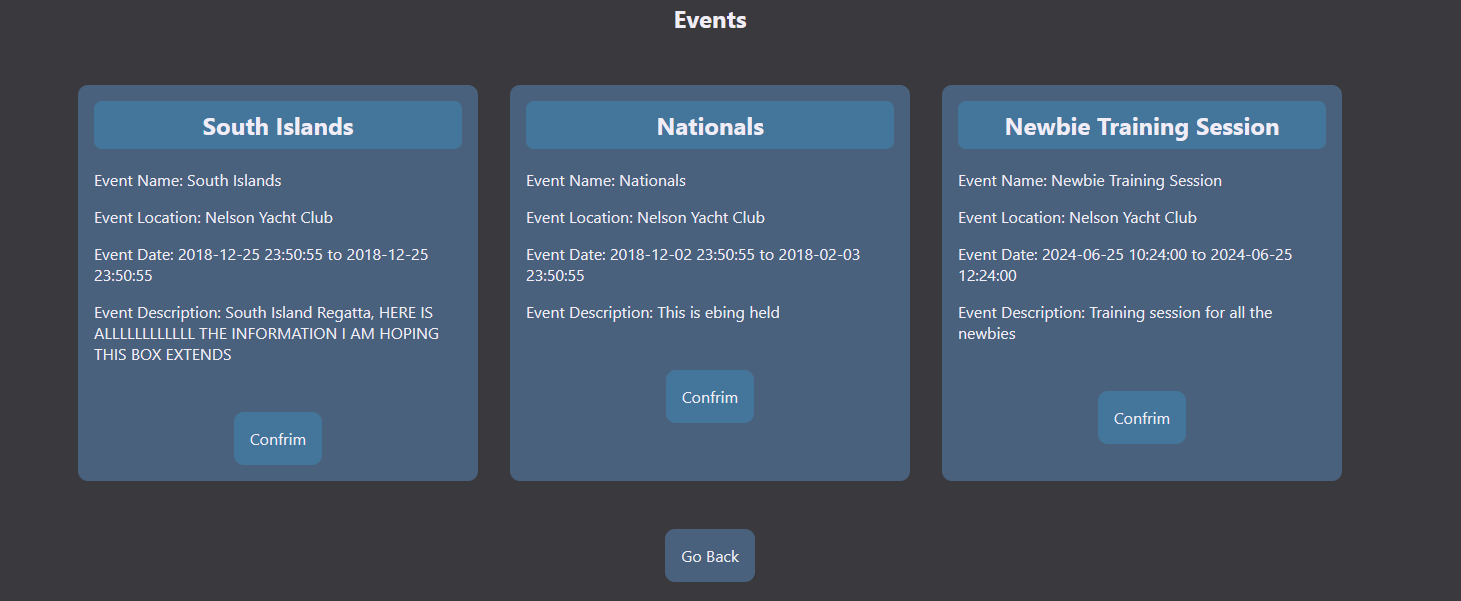 Events
South Islands
Event Name: South Islands
Event Location: Nelson Yacht Club
Event Date: 2018-12-25 23:50:55 to 2018-12-25
23:50:55
Event Description: South Island Regatta, HERE IS
ALLLLLLLLLLL THE INFORMATION I AM HOPING
THIS BOX EXTENDS
Confrim
Nationals
Event Name: Nationals
Event Location: Nelson Yacht Club
Event Date: 2018-12-02 23:50:55 to 2018-02-03
23:50:55
Event Description: This is ebing held
Confrim
Newbie Training Session
Event Name: Newbie Training Session
Event Location: Nelson Yacht Club
Event Date: 2024-06-25 10:24:00 to 2024-06-25
12:24:00
Event Description: Training session for all the
newbies
Confrim
Go Back